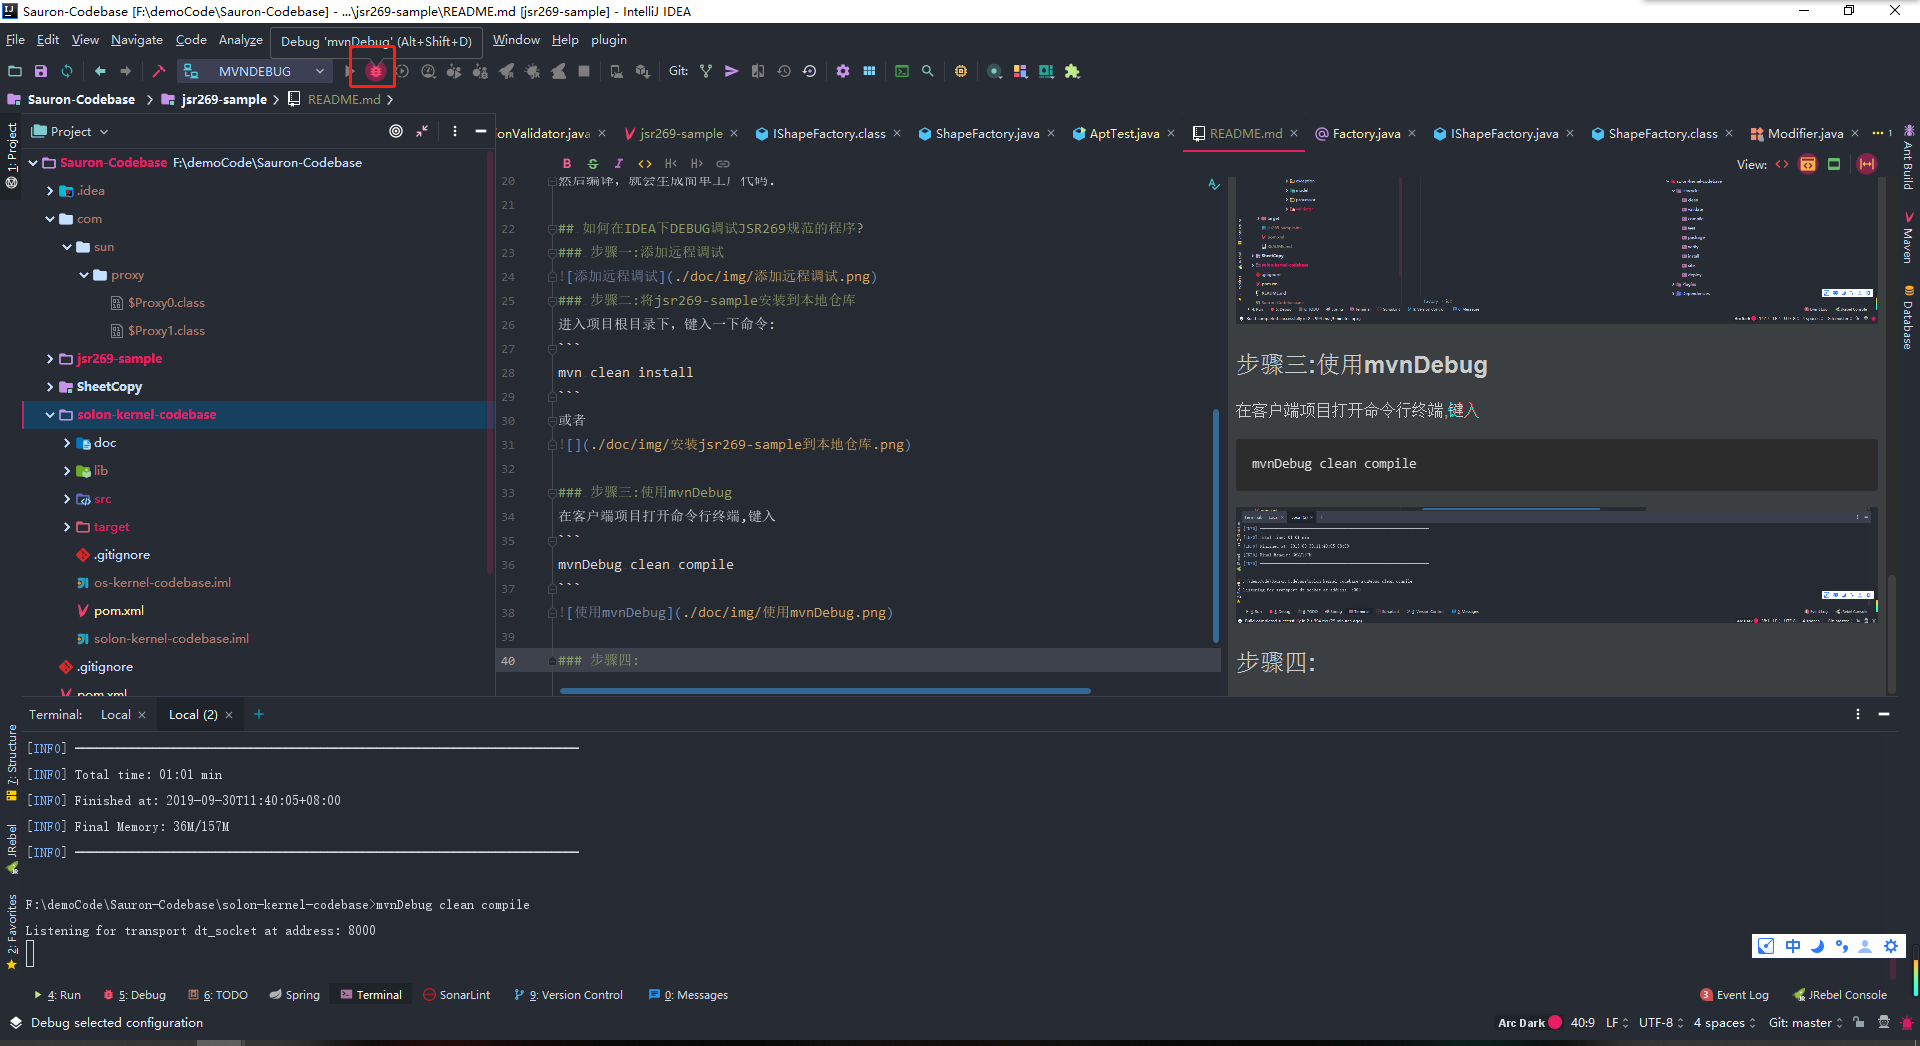 Sauron-Codebase [F:\demoCode\Sauron-Codebase] - ...\jsr269-sample\README.md [jsr269-sample] - IntelliJ IDEA
File Edit View Navigate Code Analyze Debug 'mvnDebug' (Alt+Shift+D) Window Help plugin
MVNDEBUG Git:
Sauron-Codebase jsr269-sample README.md
1: Project
7: Structure
JRebel
2: Favorites
Project
Sauron-Codebase F:\demoCode\Sauron-Codebase
.idea
com
sun
proxy
$Proxy0.class
$Proxy1.class
jsr269-sample
SheetCopy
solon-kernel-codebase
doc
lib
src
target
.gitignore
os-kernel-codebase.iml
pom.xml
solon-kernel-codebase.iml
.gitignore
pom.xml
onValidator.java jsr269-sample IShapeFactory.class ShapeFactory.java AptTest.java README.md Factory.java IShapeFactory.java ShapeFactory.class Modifier.java 1
B S I <> H< H> View:
20 然后编译, 就会生成简单工厂代码.
21
22 ## 如何在IDEA下DEBUG调试JSR269规范的程序?
23 ### 步骤一:添加远程调试
24 ![添加远程调试](./doc/img/添加远程调试.png)
25 ### 步骤二:将jsr269-sample安装到本地仓库
26 进入项目根目录下, 键入一下命令:
27 ```
28 mvn clean install
29 ```
30 或者
31 ![](./doc/img/安装jsr269-sample到本地仓库.png)
32
33 ### 步骤三:使用mvnDebug
34 在客户端项目打开命令行终端,键入
35 ```
36 mvnDebug clean compile
37 ```
38 ![使用mvnDebug](./doc/img/使用mvnDebug.png)
39
40 ### 步骤四:
步骤三:使用mvnDebug
在客户端项目打开命令行终端,键入
mvnDebug clean compile
步骤四:
Ant Build
Maven
Database
Terminal: Local Local (2) +
[INFO] ------------------------------------------------------------------------
[INFO] Total time: 01:01 min
[INFO] Finished at: 2019-09-30T11:40:05+08:00
[INFO] Final Memory: 36M/157M
[INFO] ------------------------------------------------------------------------
F:\demoCode\Sauron-Codebase\solon-kernel-codebase>mvnDebug clean compile
Listening for transport dt_socket at address: 8000
中
4: Run 5: Debug 6: TODO Spring Terminal SonarLint 9: Version Control 0: Messages 3 Event Log JRebel Console
Debug selected configuration Arc Dark 40:9 LF UTF-8 4 spaces Git: master